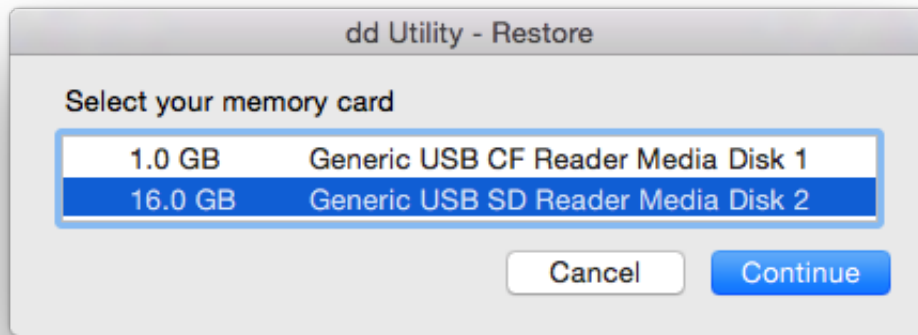 dd Utility - Restore
Select your memory card
1.0 GB Generic USB CF Reader Media Disk 1
16.0 GB Generic USB SD Reader Media Disk 2
Cancel Continue